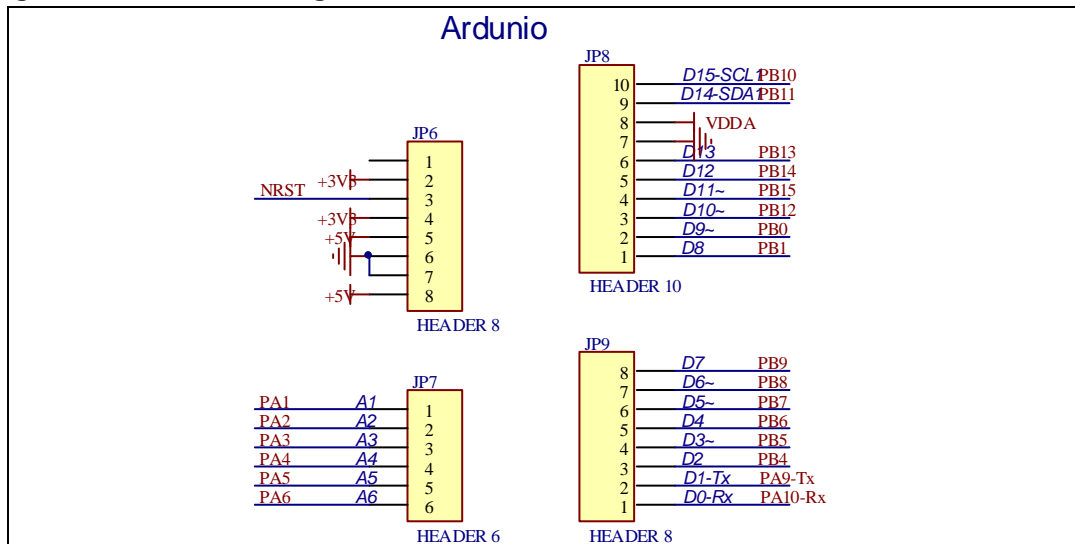 Ardunio
JP6
1
+3V3 2
NRST 3
+3V3 4
+5V 5
6
7
+5V 8
HEADER 8
JP8
10 D15-SCL1 PB10
9 D14-SDA1 PB11
8 VDDA
7
6 D13 PB13
5 D12 PB14
4 D11~ PB15
3 D10~ PB12
2 D9~ PB0
1 D8 PB1
HEADER 10
JP7
PA1 A1 1
PA2 A2 2
PA3 A3 3
PA4 A4 4
PA5 A5 5
PA6 A6 6
HEADER 6
JP9
8 D7 PB9
7 D6~ PB8
6 D5~ PB7
5 D4 PB6
4 D3~ PB5
3 D2 PB4
2 D1-Tx PA9-Tx
1 D0-Rx PA10-Rx
HEADER 8